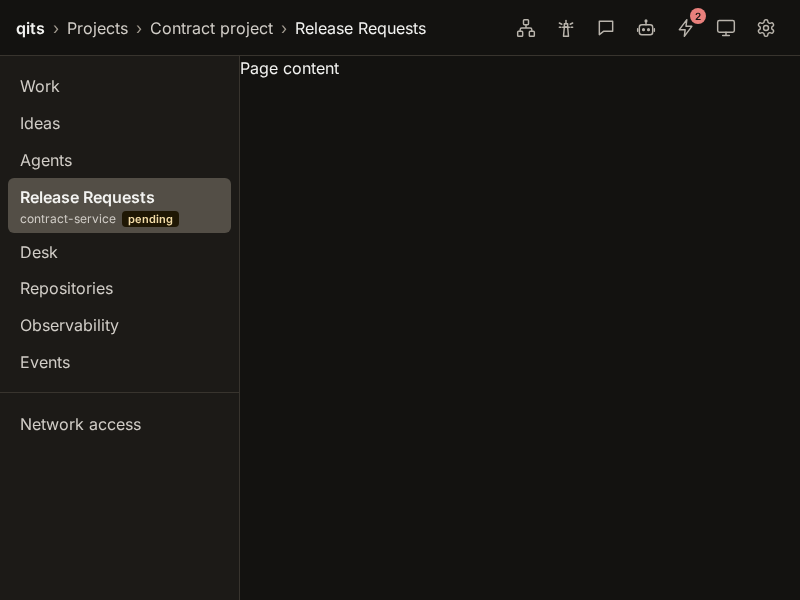 qits › Projects › Contract project › Release Requests
2
Work
Ideas
Agents
Release Requests
contract-service pending
Desk
Repositories
Observability
Events
Network access
Page content